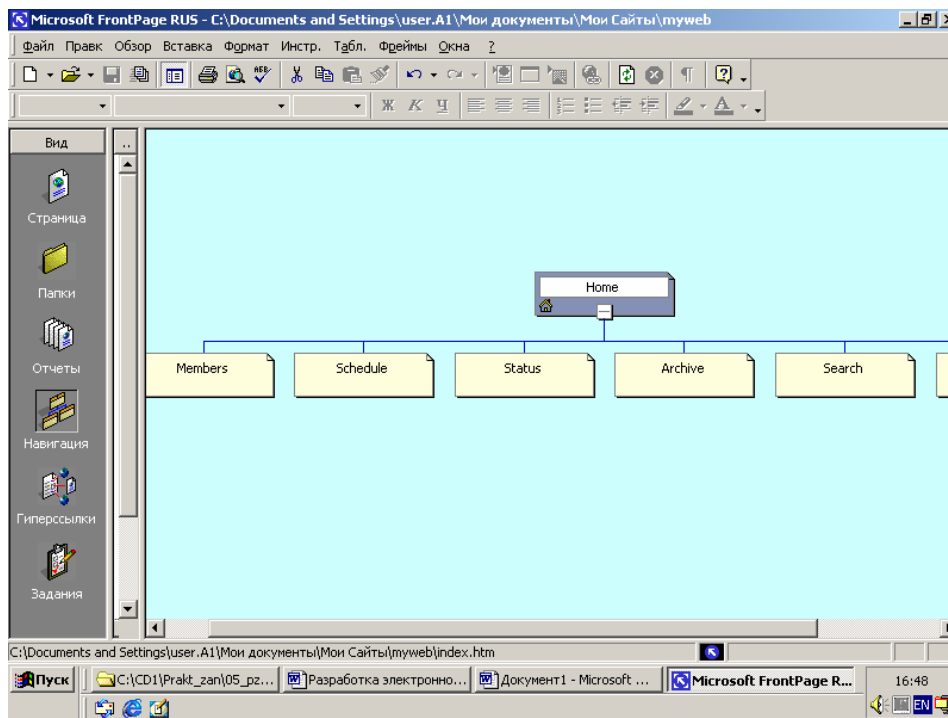 Microsoft FrontPage RUS - C:\Documents and Settings\user.A1\Мои документы\Мои Сайты\myweb
Файл Правк Обзор Вставка Формат Инстр. Табл. Фреймы Окна ?
Ж К Ч
Вид ..
Страница
Папки
Отчеты
Навигация
Гиперссылки
Задания
Home
Members Schedule Status Archive Search
C:\Documents and Settings\user.A1\Мои документы\Мои Сайты\myweb\index.htm
Пуск C:\CD1\Prakt_zan\05_pz... Разработка электронно... Документ1 - Microsoft ... Microsoft FrontPage R... 16:48
EN